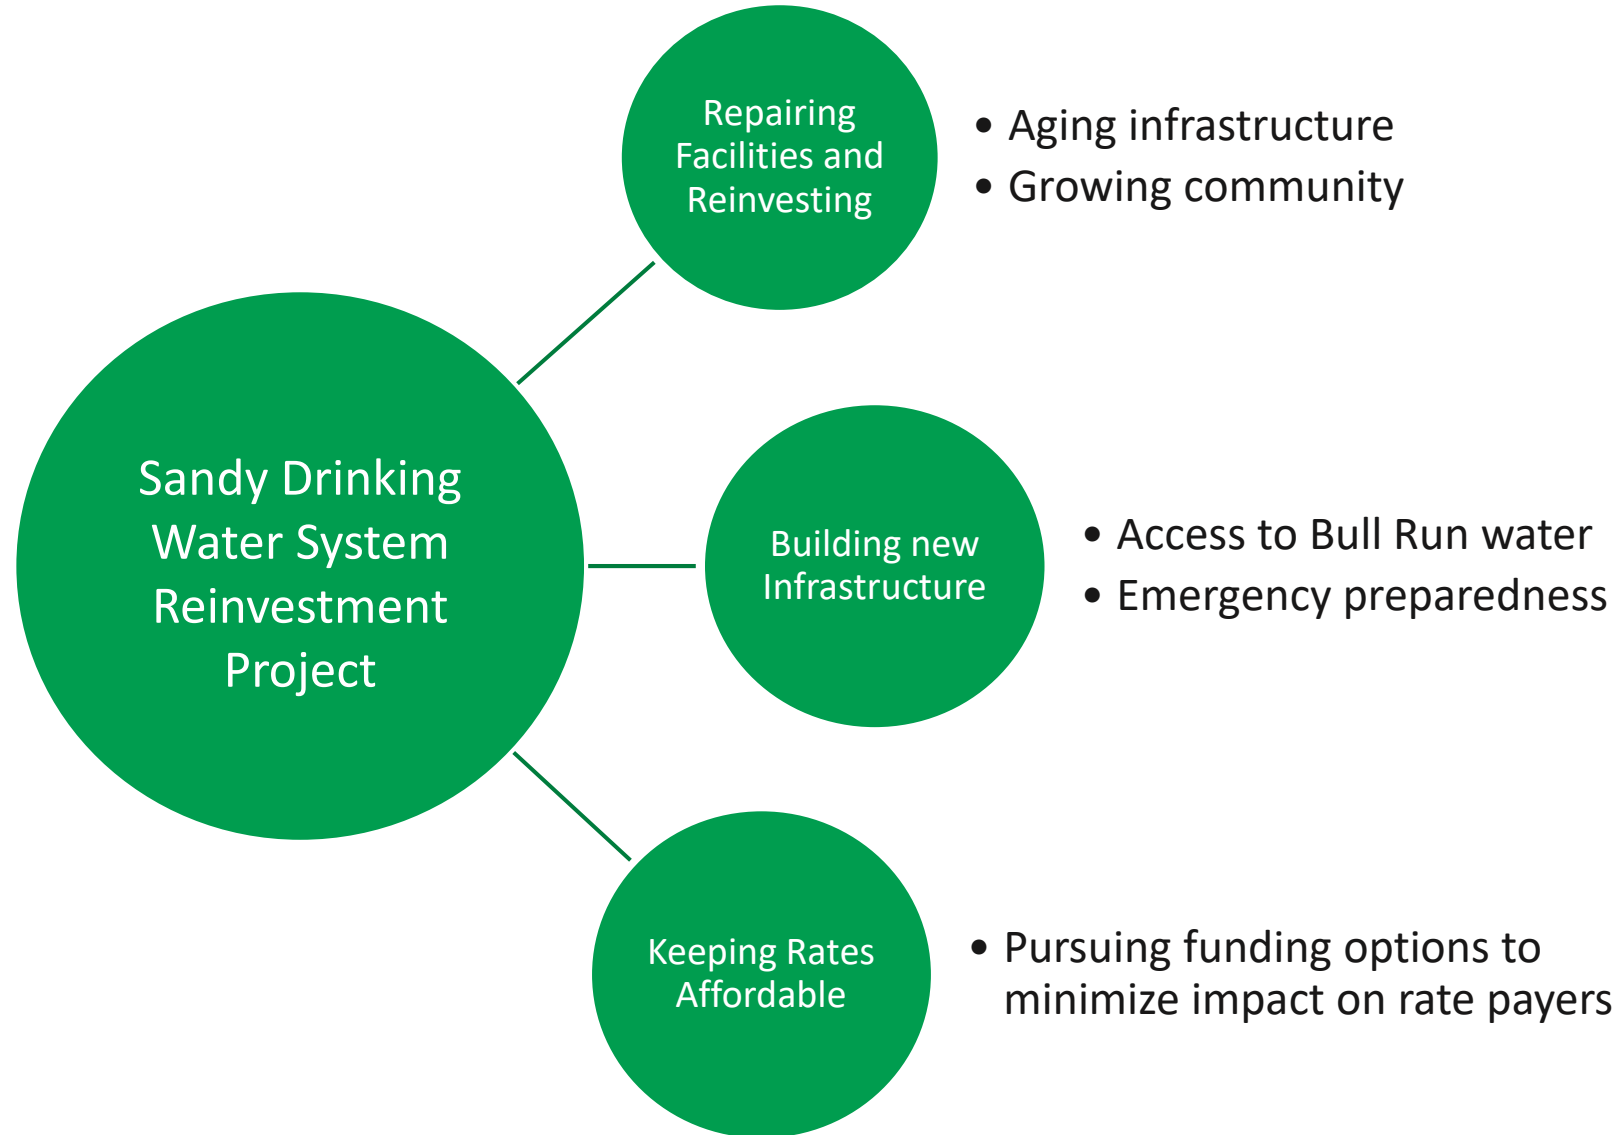 Sandy Drinking
Water System
Reinvestment
Project
Repairing
Facilities and
Reinvesting
• Aging infrastructure
• Growing community
Building new
Infrastructure
• Access to Bull Run water
• Emergency preparedness
Keeping Rates
Affordable
• Pursuing funding options to
minimize impact on rate payers